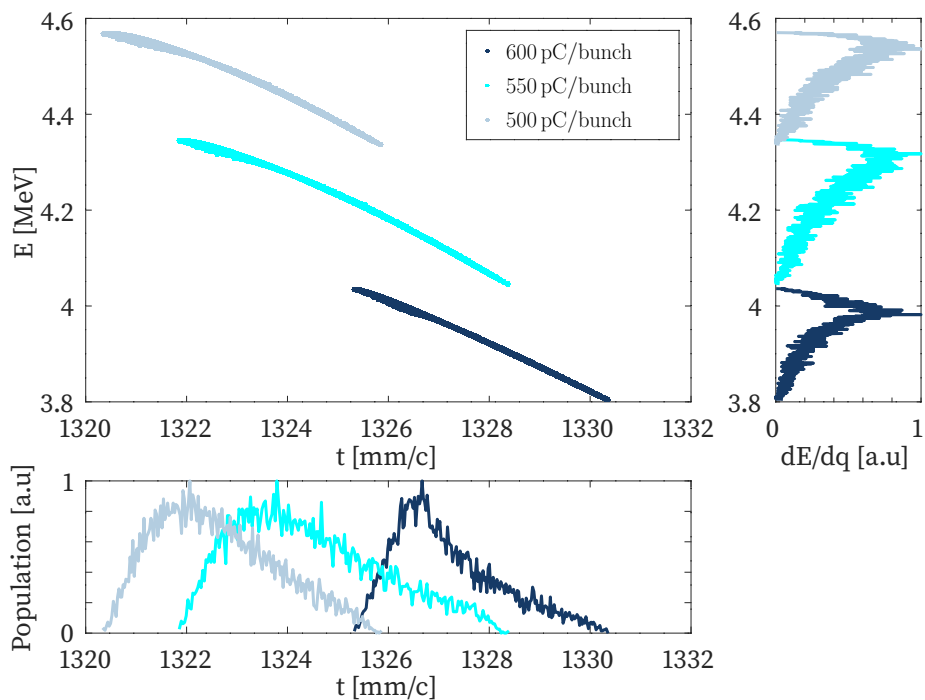 4.6
4.4
4.2
4
3.8
E [MeV]
600 pC/bunch
550 pC/bunch
500 pC/bunch
1320 1322 1324 1326 1328 1330 1332
t [mm/c]
4.6
4.4
4.2
4
3.8
0 1
dE/dq [a.u]
1
0
Population [a.u]
1320 1322 1324 1326 1328 1330 1332
t [mm/c]